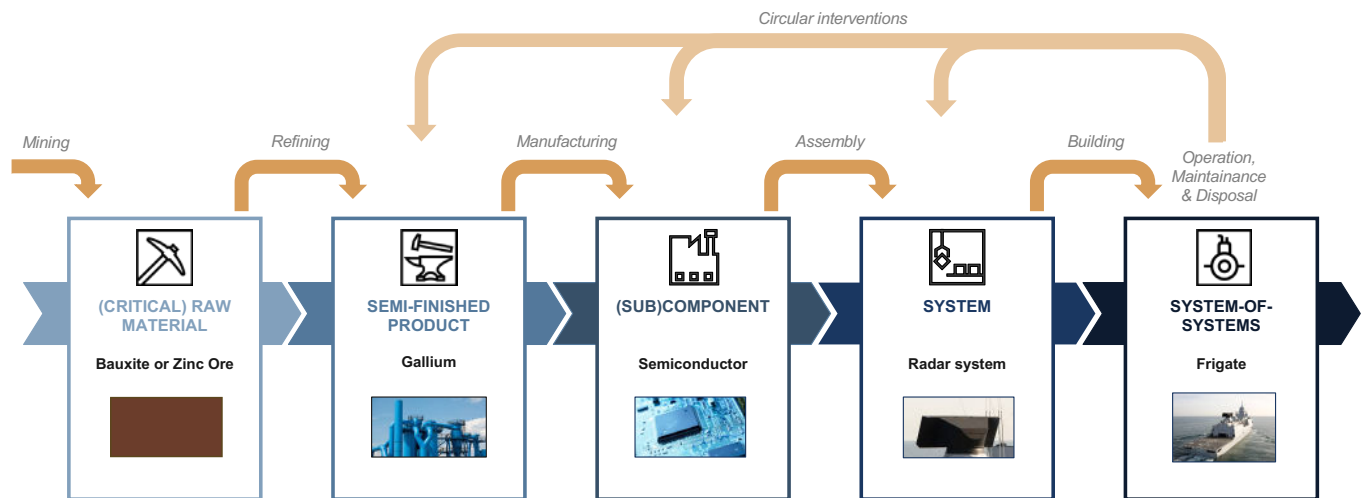 Circular interventions
Mining
Refining
Manufacturing
Assembly
Building
Operation,
Maintainance
& Disposal
(CRITICAL) RAW
MATERIAL
Bauxite or Zinc Ore
SEMI-FINISHED
PRODUCT
Gallium
(SUB)COMPONENT
Semiconductor
SYSTEM
Radar system
SYSTEM-OF-
SYSTEMS
Frigate